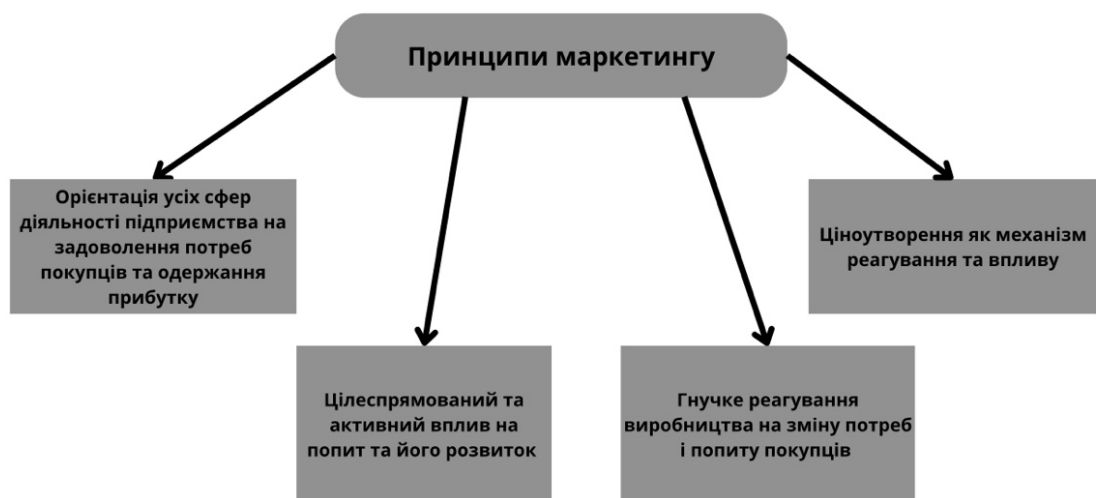 Принципи маркетингу
Орієнтація усіх сфер
діяльності підприємства на
задоволення потреб
покупців та одержання
прибутку
Цілеспрямований та
активний вплив на
попит та його розвиток
Гнучке реагування
виробництва на зміну потреб
і попиту покупців
Ціноутворення як механізм
реагування та впливу